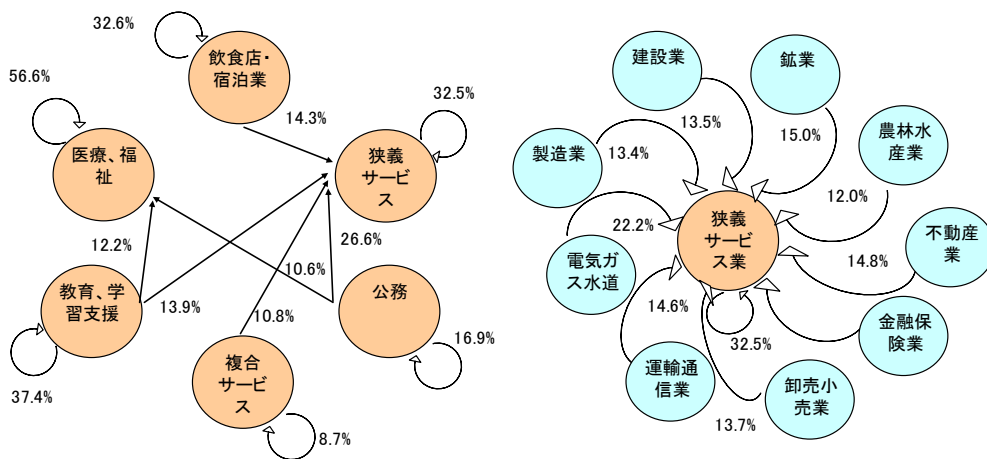 32.6%
飲食店・
宿泊業
56.6%
14.3%
32.5%
医療、福
祉
狭義
サービ
ス
12.2%
26.6%
10.6%
教育、学
習支援
13.9%
10.8%
公務
16.9%
37.4%
複合
サービ
ス
8.7%
建設業
鉱業
13.5%
15.0%
農林水
産業
製造業
13.4%
12.0%
22.2%
狭義
サービ
ス業
不動産
業
電気ガ
ス水道
14.8%
14.6%
金融保
険業
32.5%
運輸通
信業
卸売小
売業
13.7%